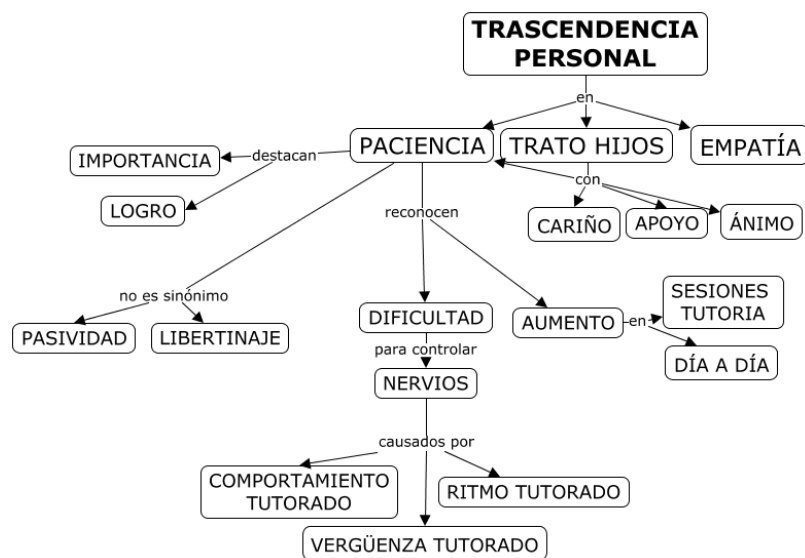 TRASCENDENCIA
PERSONAL
en
PACIENCIA
TRATO HIJOS
EMPATÍA
IMPORTANCIA
destacan
LOGRO
con
CARIÑO
APOYO
ÁNIMO
reconocen
no es sinónimo
PASIVIDAD
LIBERTINAJE
DIFICULTAD
AUMENTO
en
SESIONES
TUTORIA
DÍA A DÍA
para controlar
NERVIOS
causados por
COMPORTAMIENTO
TUTORADO
RITMO TUTORADO
VERGÜENZA TUTORADO